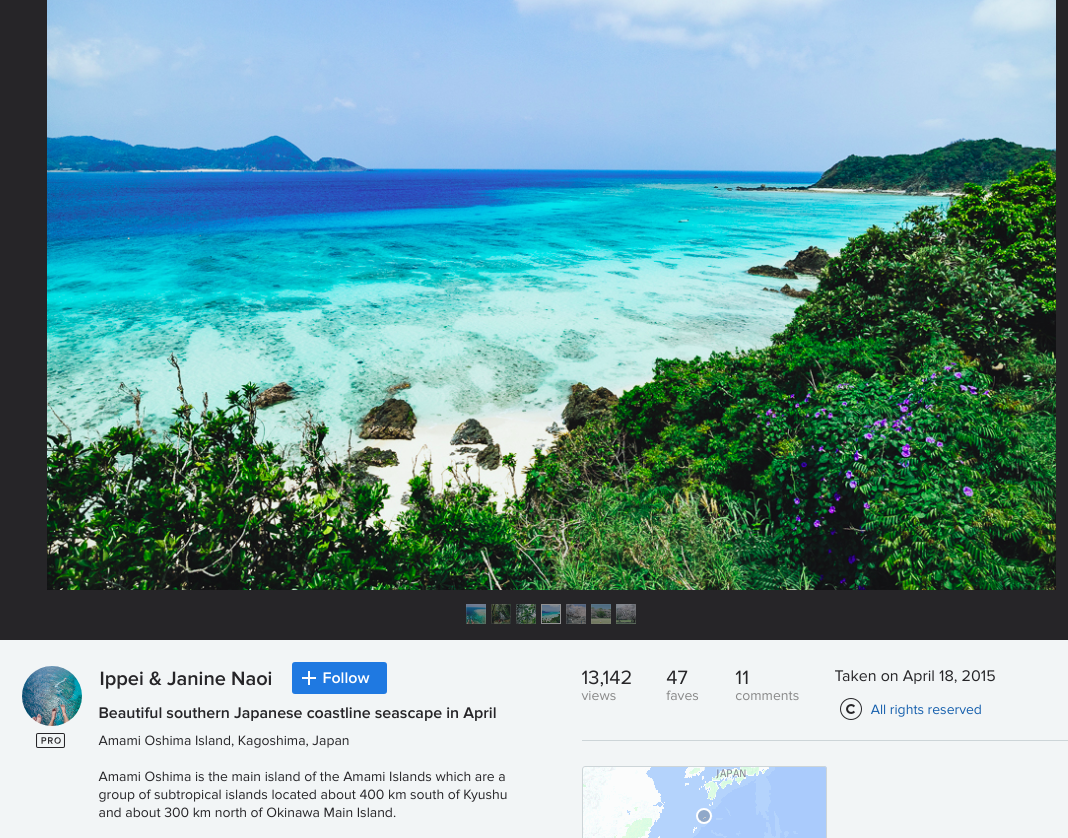 Ippei & Janine Naoi
+ Follow
Beautiful southern Japanese coastline seascape in April
PRO
Amami Oshima Island, Kagoshima, Japan
Amami Oshima is the main island of the Amami Islands which are a
group of subtropical islands located about 400 km south of Kyushu
and about 300 km north of Okinawa Main Island.
13,142
views
47
faves
11
comments
Taken on April 18, 2015
C All rights reserved
JAPAN